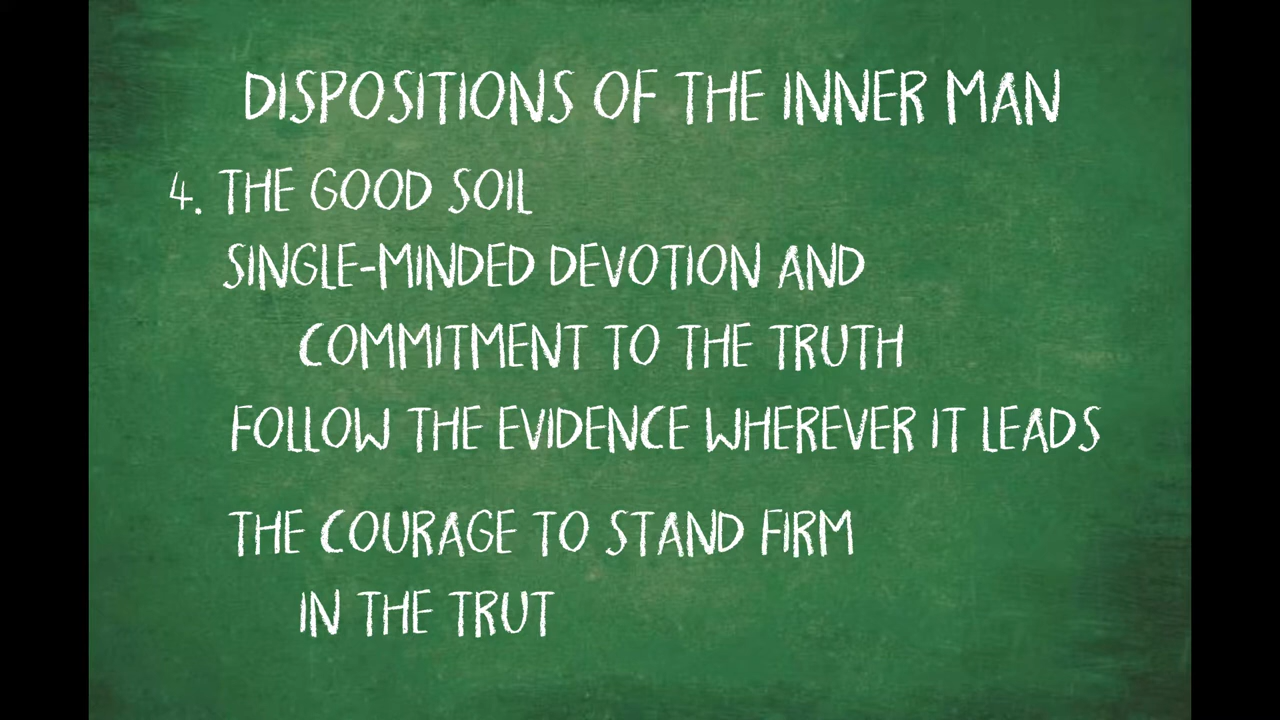 DISPOSITIONS OF THE INNER MAN
4. THE GOOD SOIL
SINGLE-MINDED DEVOTION AND
COMMITMENT TO THE TRUTH
FOLLOW THE EVIDENCE WHEREVER IT LEADS
THE COURAGE TO STAND FIRM
IN THE TRUT